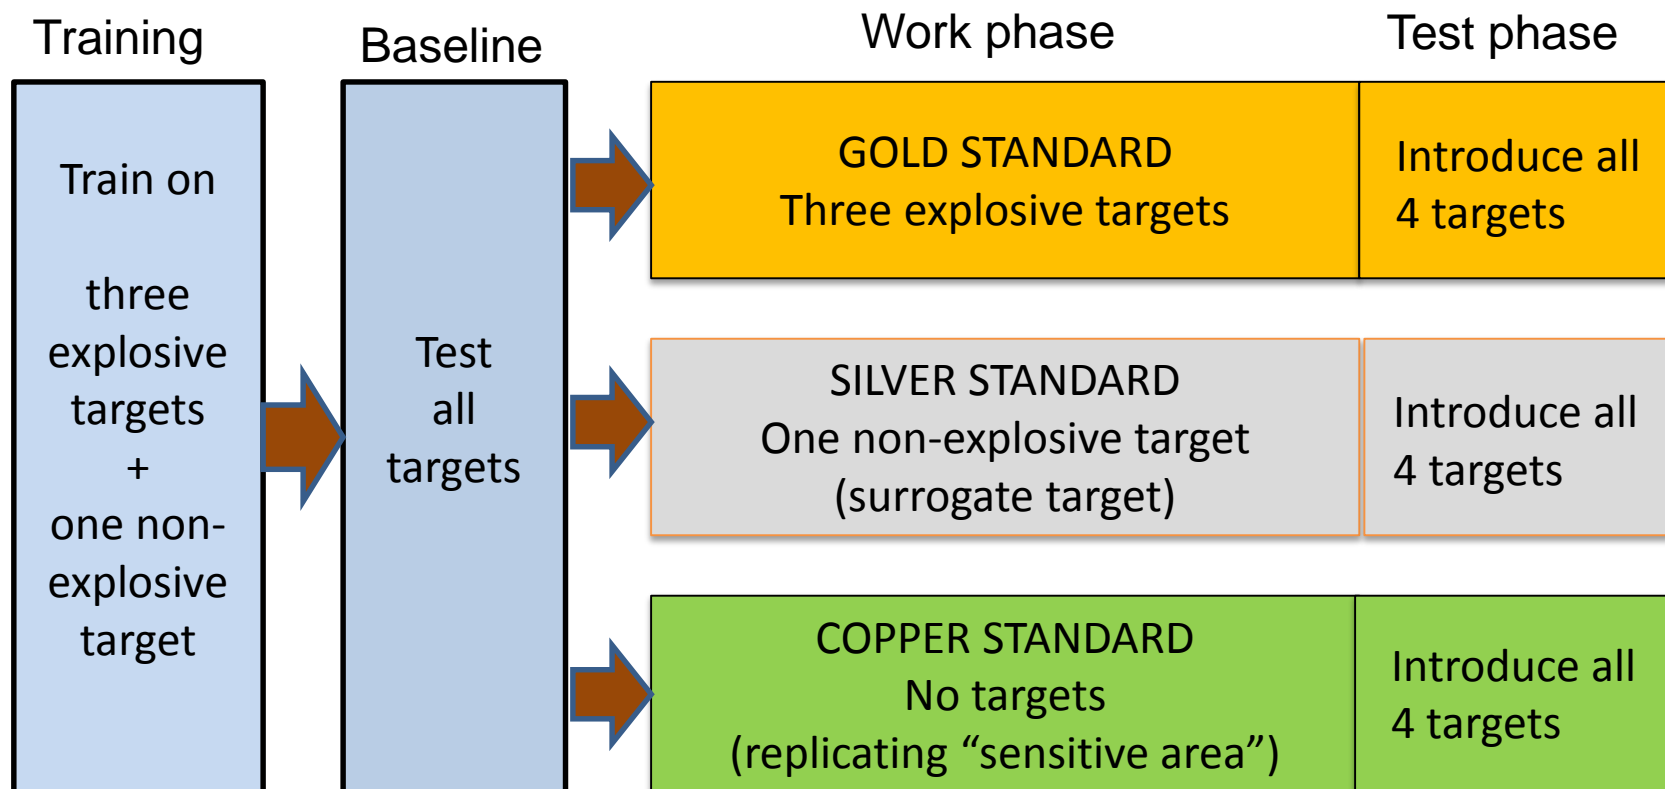 Training
Baseline
Work phase
Test phase
Train on
three
explosive
targets
+
one non-
explosive
target
Test
all
targets
GOLD STANDARD
Three explosive targets
Introduce all
4 targets
SILVER STANDARD
One non-explosive target
(surrogate target)
Introduce all
4 targets
COPPER STANDARD
No targets
(replicating “sensitive area”)
Introduce all
4 targets